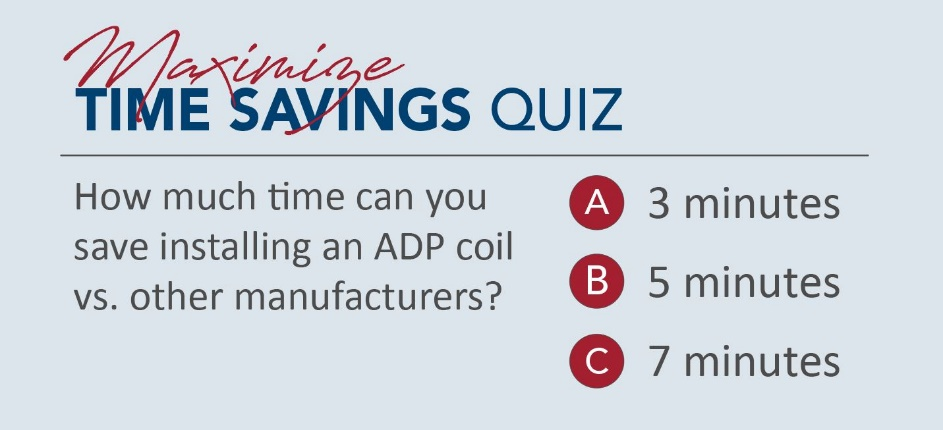 Maximize
TIME SAVINGS QUIZ
How much time can you
save installing an ADP coil
vs. other manufacturers?
A 3 minutes
B 5 minutes
C 7 minutes